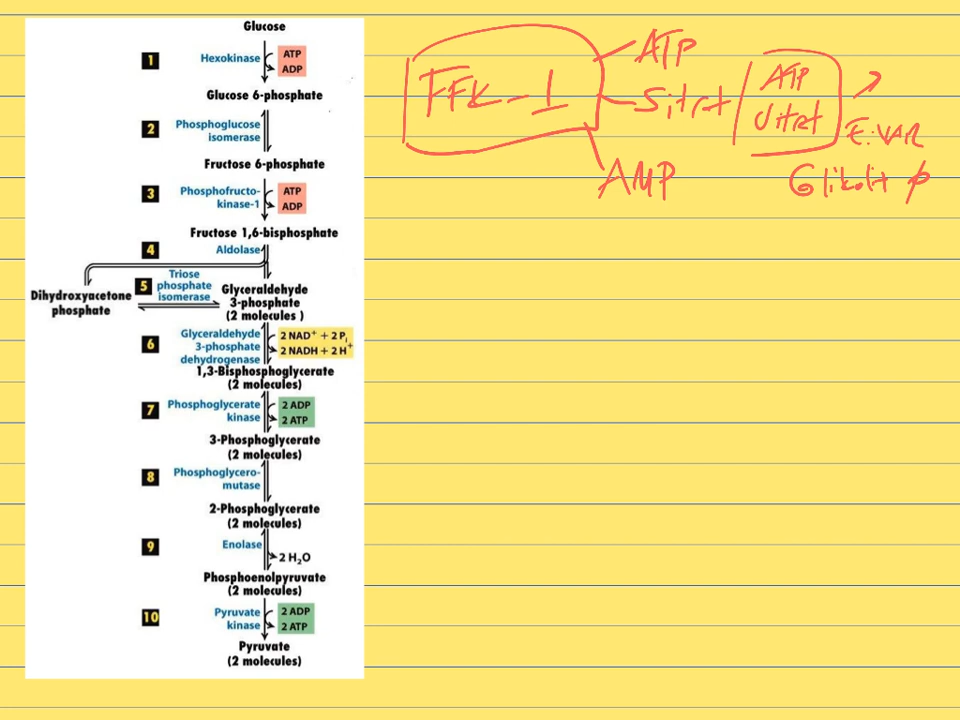 Glucose
1
Hexokinase
ATP
ADP
Glucose 6-phosphate
2
Phosphoglucose
isomerase
Fructose 6-phosphate
3
Phosphofructo-
kinase-1
ATP
ADP
Fructose 1,6-bisphosphate
4
Aldolase
5
Triose
phosphate
isomerase
Dihydroxyacetone
phosphate
Glyceraldehyde
3-phosphate
(2 molecules )
6
Glyceraldehyde
3-phosphate
dehydrogenase
2 NAD⁺ + 2 Pᵢ
2 NADH + 2 H⁺
1,3-Bisphosphoglycerate
(2 molecules)
7
Phosphoglycerate
kinase
2 ADP
2 ATP
3-Phosphoglycerate
(2 molecules)
8
Phosphoglycero-
mutase
2-Phosphoglycerate
(2 molecules)
9
Enolase
2 H₂O
Phosphoenolpyruvate
(2 molecules)
10
Pyruvate
kinase
2 ADP
2 ATP
Pyruvate
(2 molecules)
FFK-1
ATP
Sitrt
AMP
ATP
Sitrt
E. VAR
Glikolit